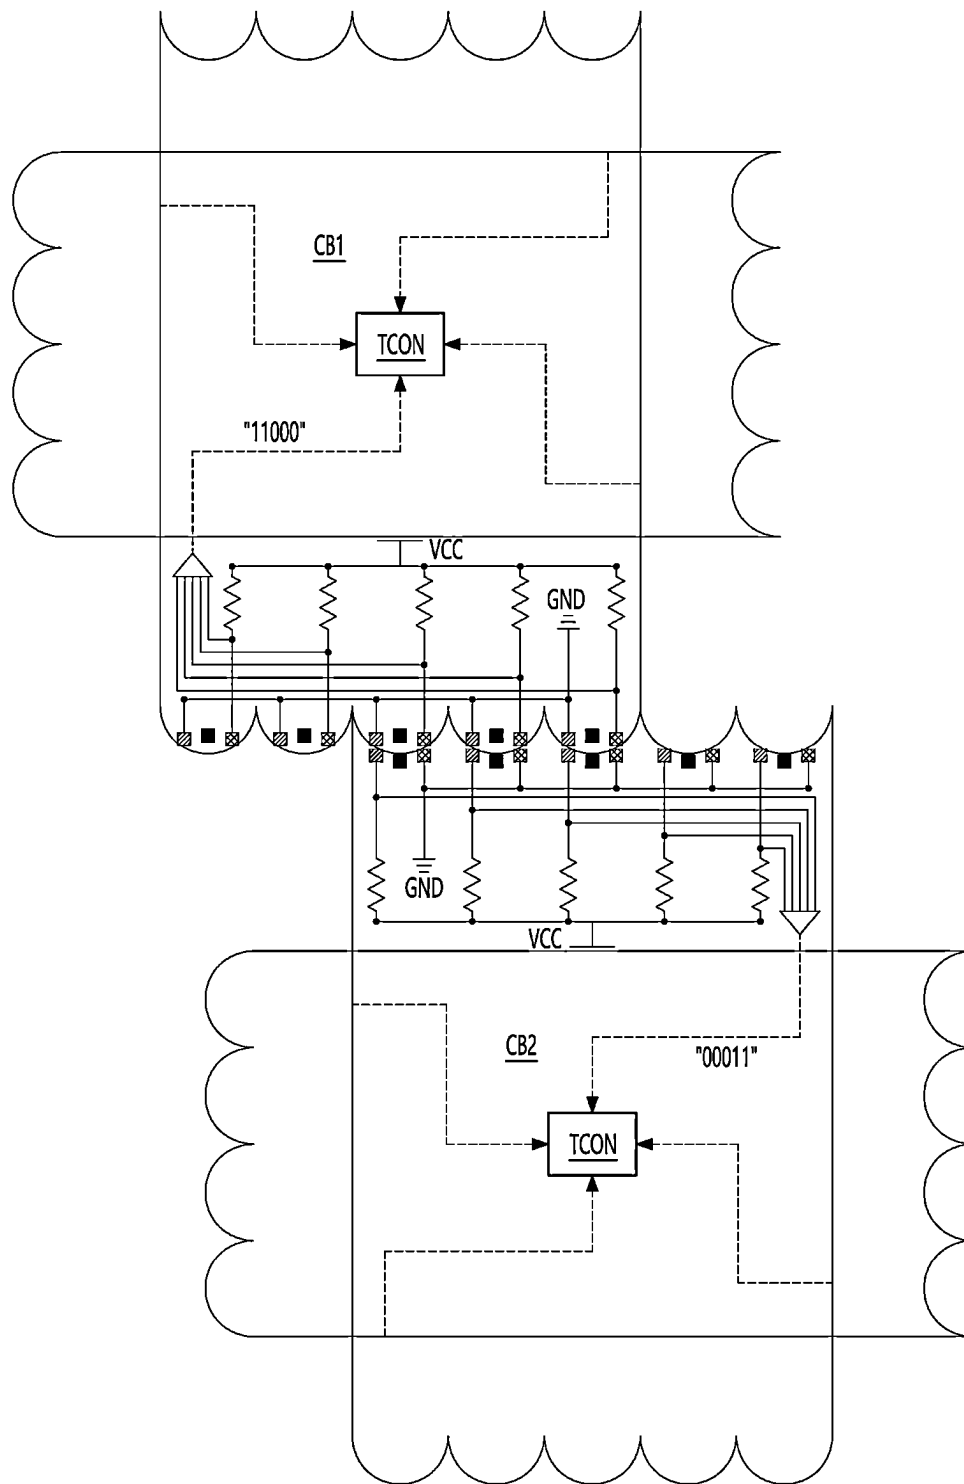 CB1
TCON
"11000"
VCC
GND
GND
VCC
CB2
"00011"
TCON